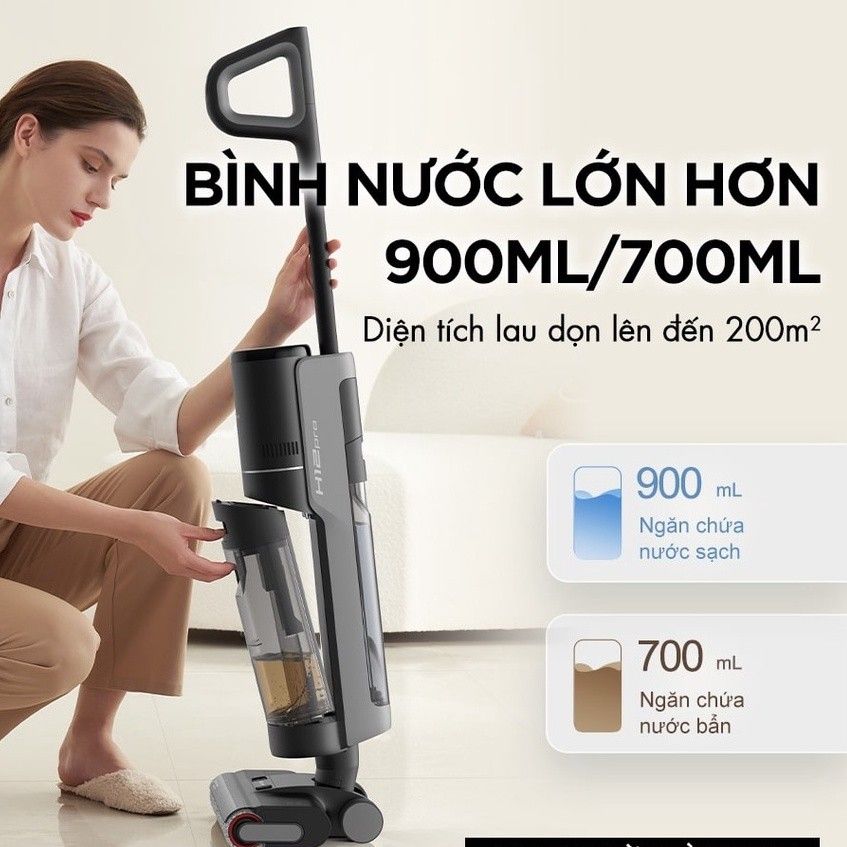 BÌNH NƯỚC LỚN HƠN
900ML/700ML
Diện tích lau dọn lên đến 200m²
H12pro
900 mL
Ngăn chứa
nước sạch
700 mL
Ngăn chứa
nước bẩn